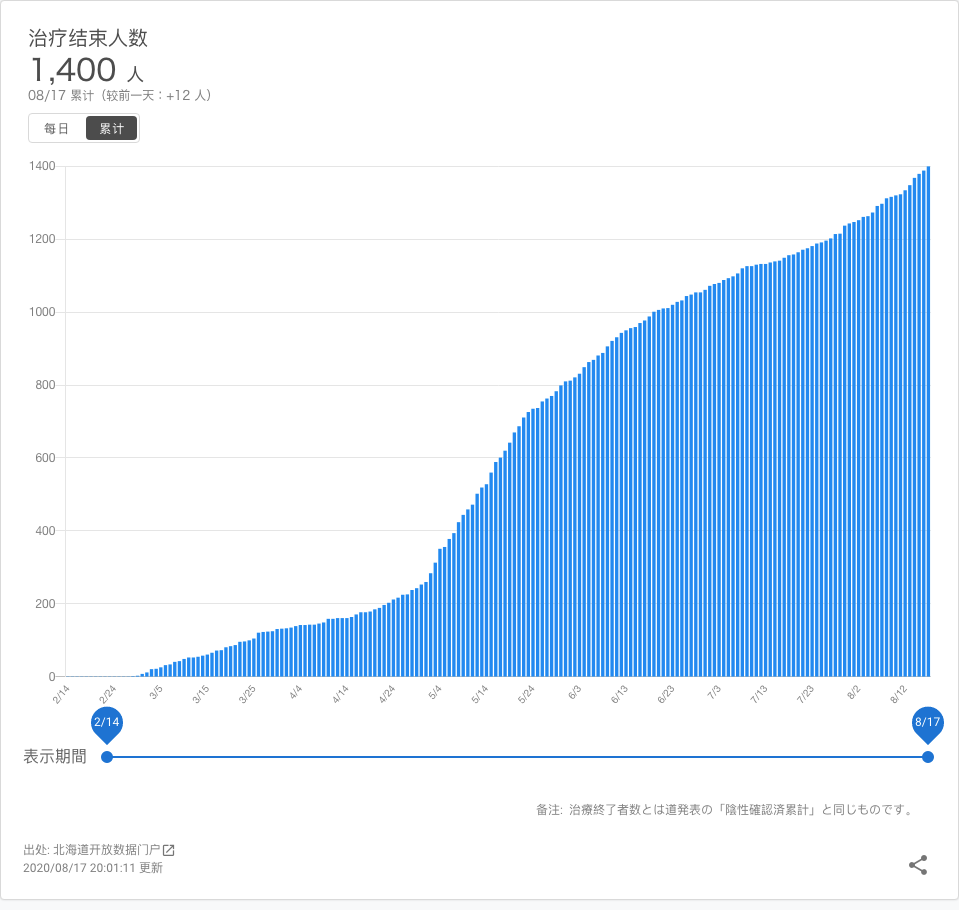 治疗结束人数
1,400 人
08/17 累计（较前一天：+12 人）
每日 累计
1400
1200
1000
800
600
400
200
0
2/14 2/24 3/5 3/15 3/25 4/4 4/14 4/24 5/4 5/14 5/24 6/3 6/13 6/23 7/3 7/13 7/23 8/2 8/12
2/14 8/17
表示期間
备注: 治療終了者数とは道発表の「陰性確認済累計」と同じものです。
出处: 北海道开放数据门户
2020/08/17 20:01:11 更新